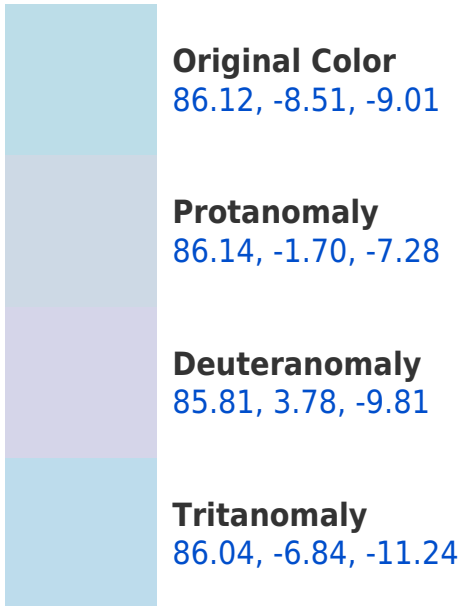 Original Color
86.12, -8.51, -9.01
Protanomaly
86.14, -1.70, -7.28
Deuteranomaly
85.81, 3.78, -9.81
Tritanomaly
86.04, -6.84, -11.24